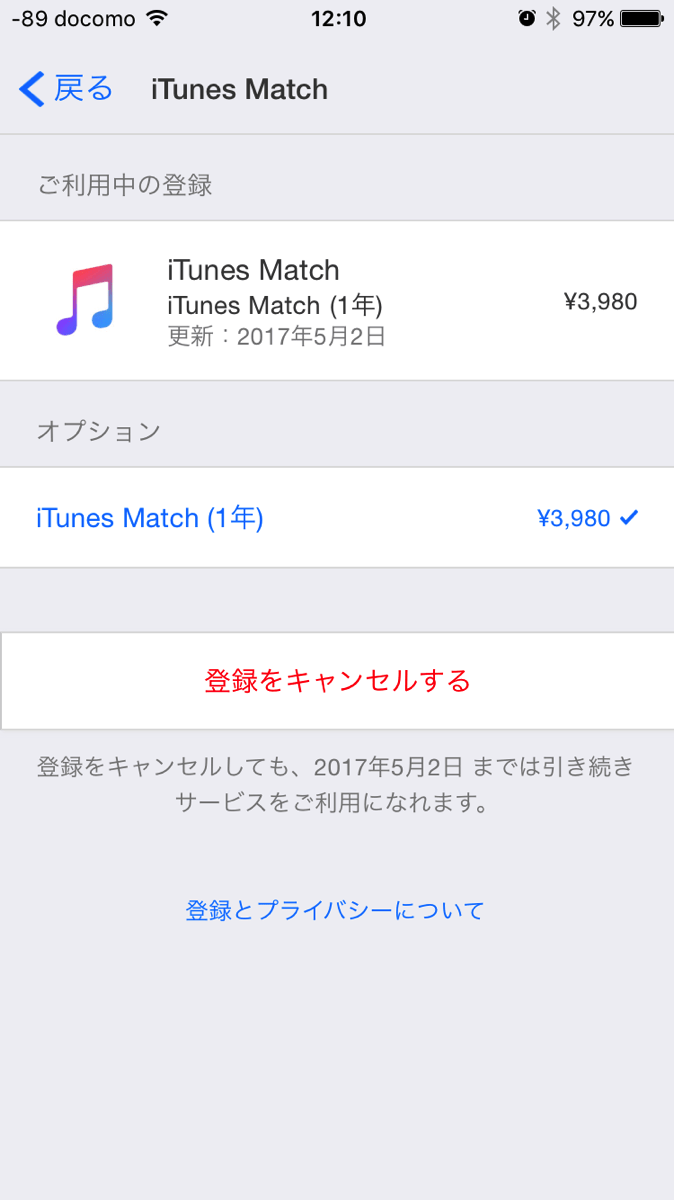 -89 docomo 12:10 97%
戻る iTunes Match
ご利用中の登録
iTunes Match
iTunes Match (1年) ¥3,980
更新：2017年5月2日
オプション
iTunes Match (1年) ¥3,980
登録をキャンセルする
登録をキャンセルしても、2017年5月2日 までは引き続き
サービスをご利用になれます。
登録とプライバシーについて